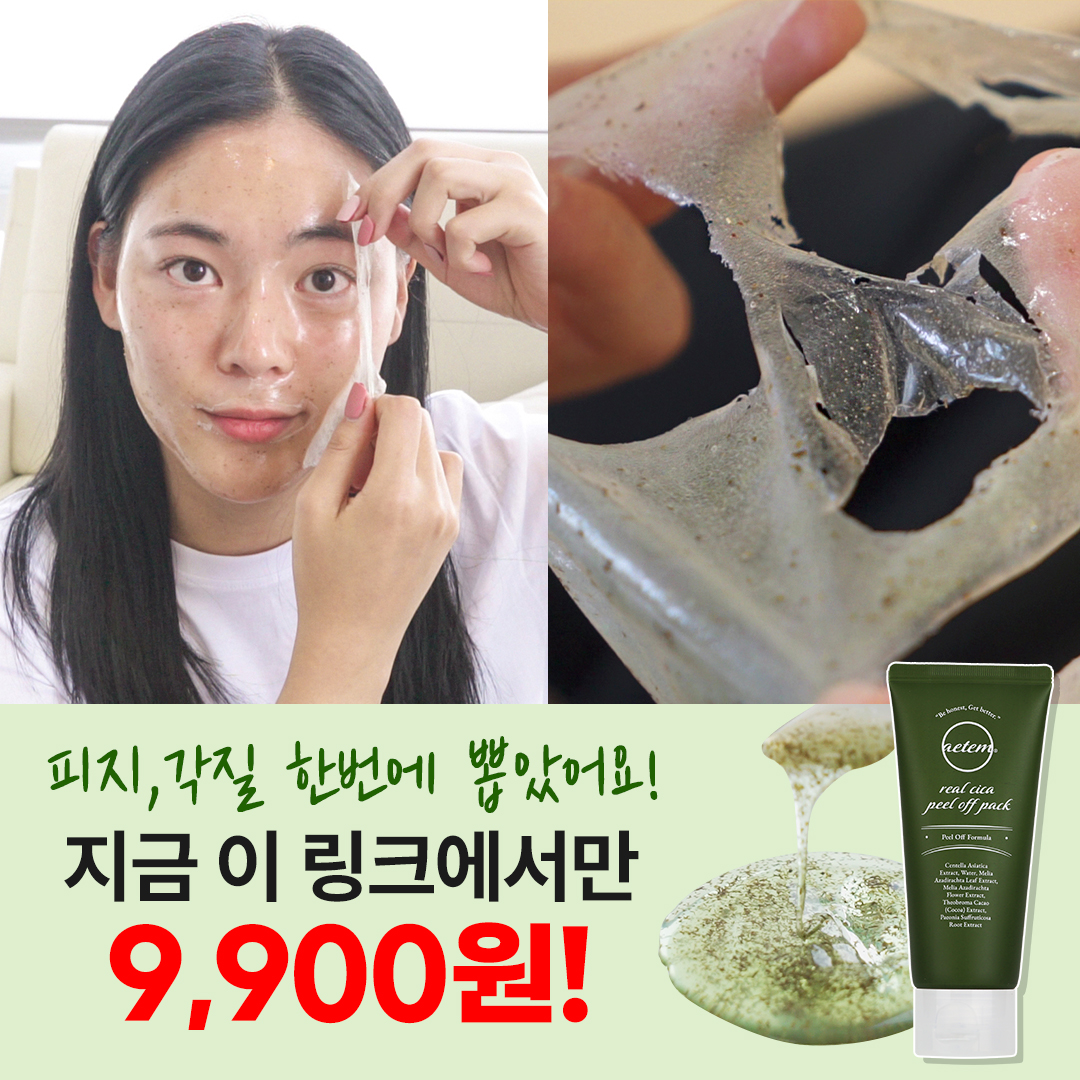 피지,각질 한번에 뽑았어요!
지금 이 링크에서만
9,900원!
"Be honest, Get better."
aetem®
real cica
peel off pack
Peel Off Formula
Centella Asiatica
Extract, Water, Melia
Azadirachta Leaf Extract,
Melia Azadirachta
Flower Extract,
Theobroma Cacao
(Cocoa) Extract,
Paeonia Suffruticosa
Root Extract